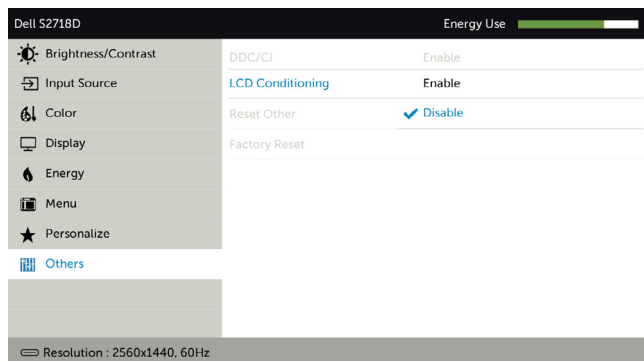 Dell S2718D Energy Use
Brightness/Contrast DDC/CI Enable
Input Source LCD Conditioning Enable
Color Reset Other Disable
Display Factory Reset
Energy
Menu
Personalize
Others
Resolution : 2560x1440, 60Hz